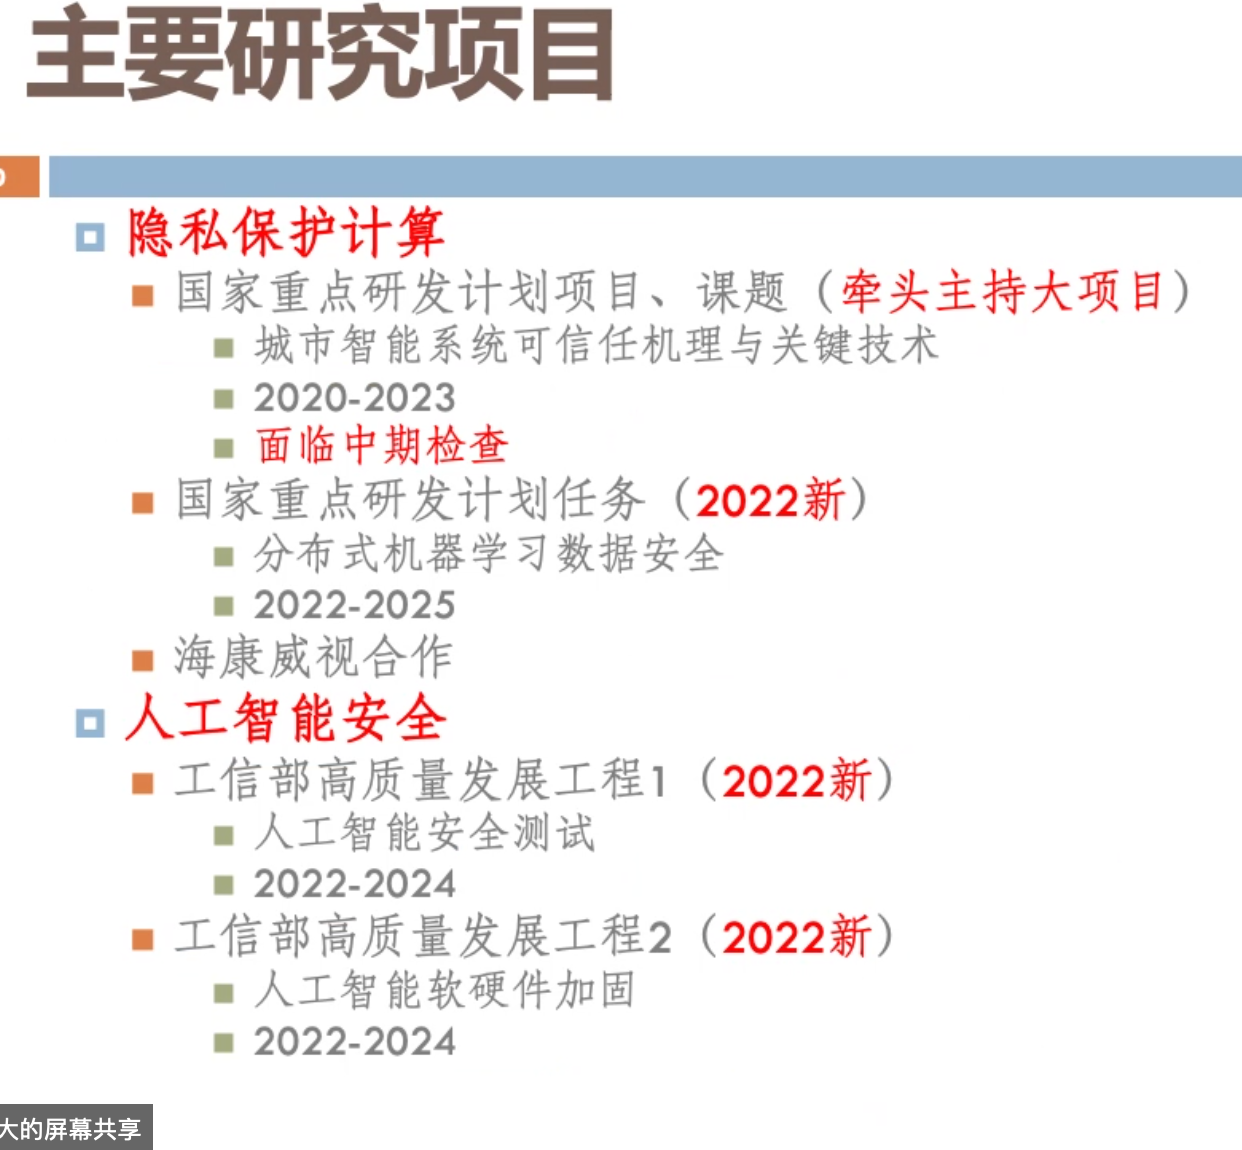 主要研究项目
隐私保护计算
国家重点研发计划项目、课题（牵头主持大项目）
城市智能系统可信任机理与关键技术
2020-2023
面临中期检查
国家重点研发计划任务（2022新）
分布式机器学习数据安全
2022-2025
海康威视合作
人工智能安全
工信部高质量发展工程1（2022新）
人工智能安全测试
2022-2024
工信部高质量发展工程2（2022新）
人工智能软硬件加固
2022-2024
大的屏幕共享